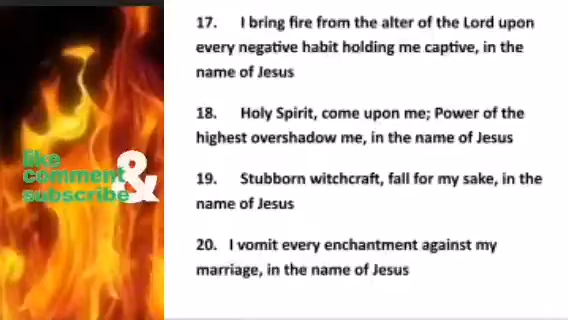 17. I bring fire from the alter of the Lord upon
every negative habit holding me captive, in the
name of Jesus
18. Holy Spirit, come upon me; Power of the
highest overshadow me, in the name of Jesus
19. Stubborn witchcraft, fall for my sake, in the
name of Jesus
20. I vomit every enchantment against my
marriage, in the name of Jesus
like
comment &
subscribe